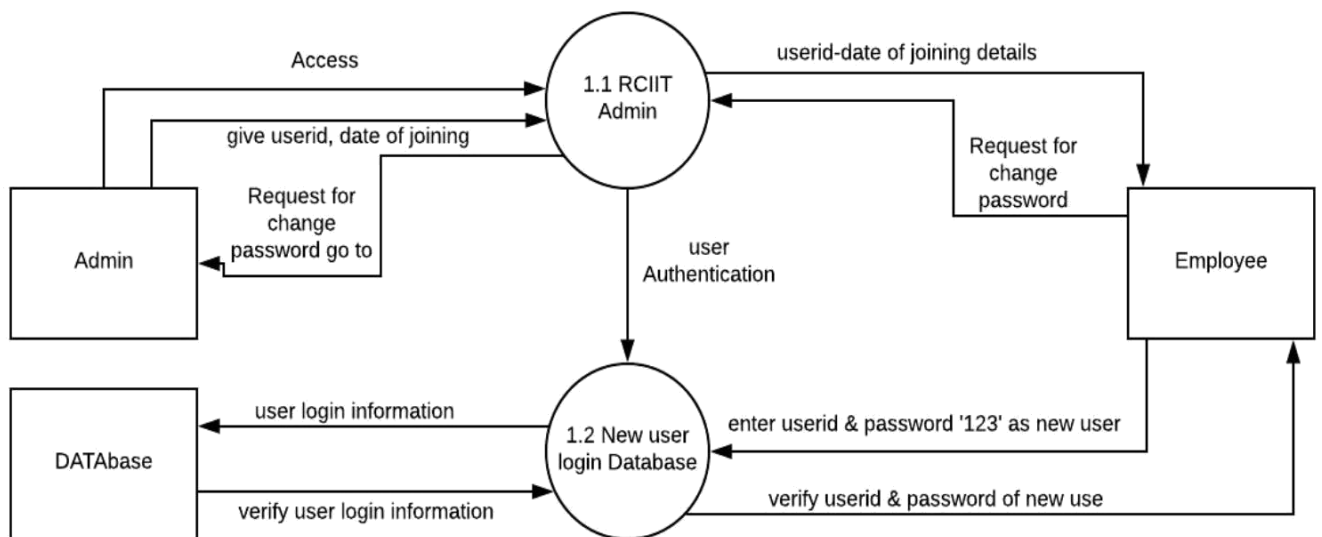 Access
userid-date of joining details
1.1 RCIIT
Admin
give userid, date of joining
Request for
change
password
Request for
change
password go to
Admin
user
Authentication
Employee
user login information
enter userid & password '123' as new user
1.2 New user
login Database
DATAbase
verify user login information
verify userid & password of new use